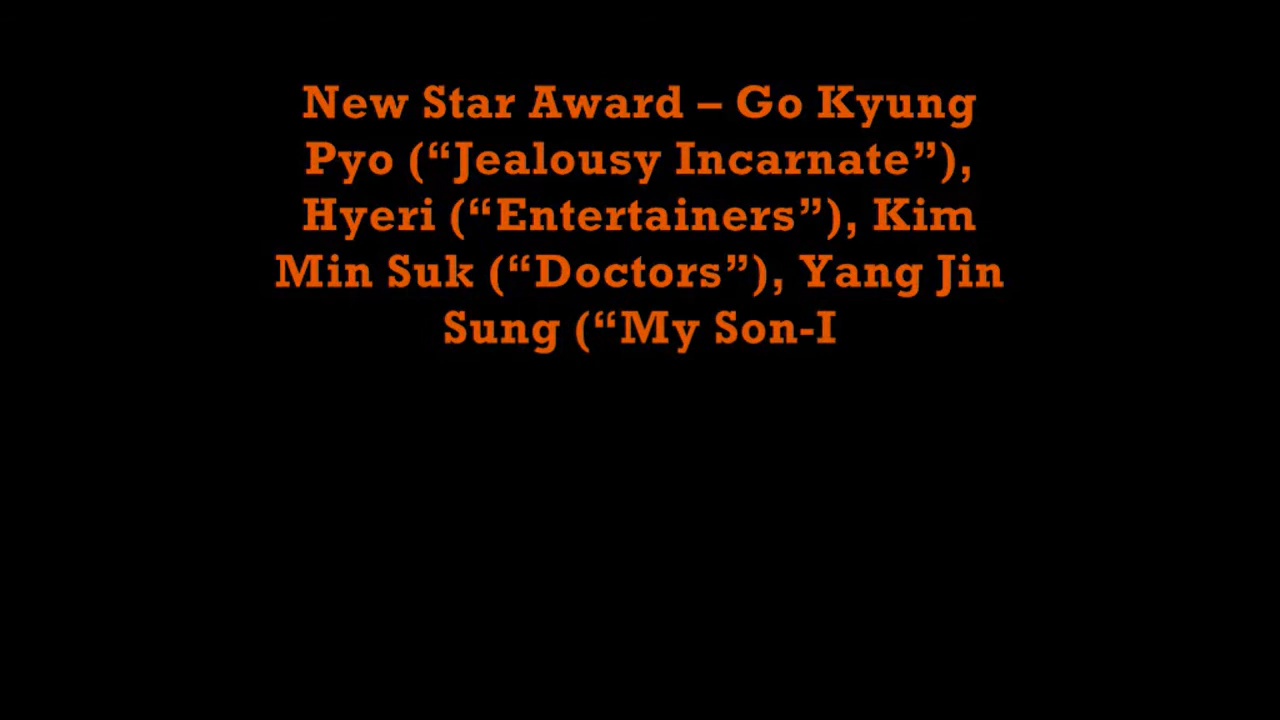 New Star Award – Go Kyung
Pyo (“Jealousy Incarnate”),
Hyeri (“Entertainers”), Kim
Min Suk (“Doctors”), Yang Jin
Sung (“My Son-I